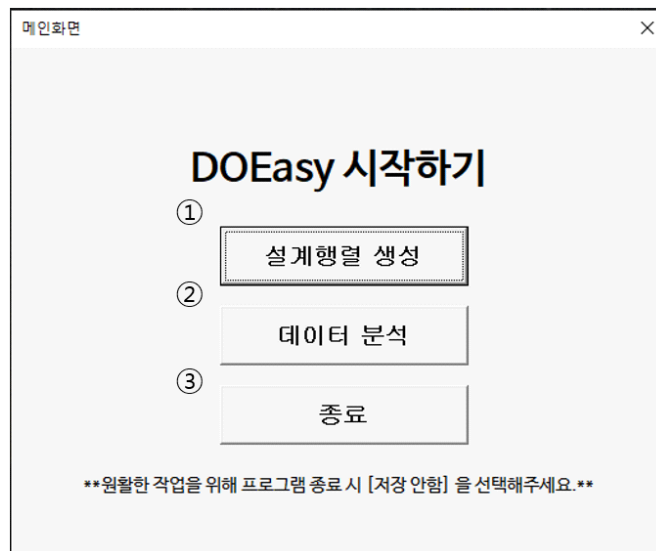 메인화면
DOEasy 시작하기
①
설계행렬 생성
②
데이터 분석
③
종료
**원활한 작업을 위해 프로그램 종료 시 [저장 안함] 을 선택해주세요.**